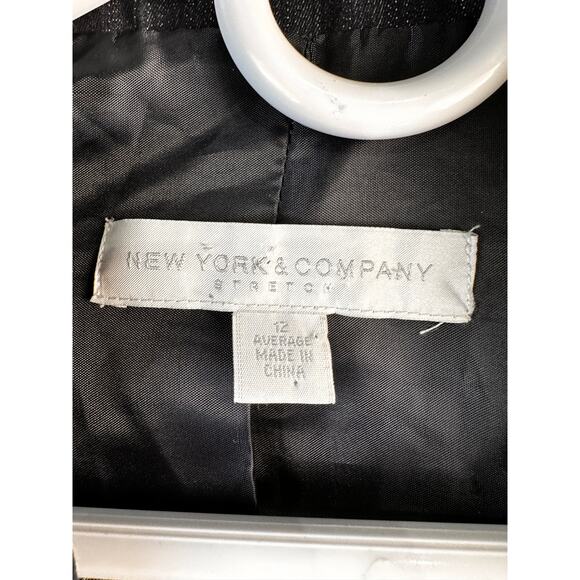 NEW YORK & COMPANY
STRETCH
12
AVERAGE
MADE IN
CHINA